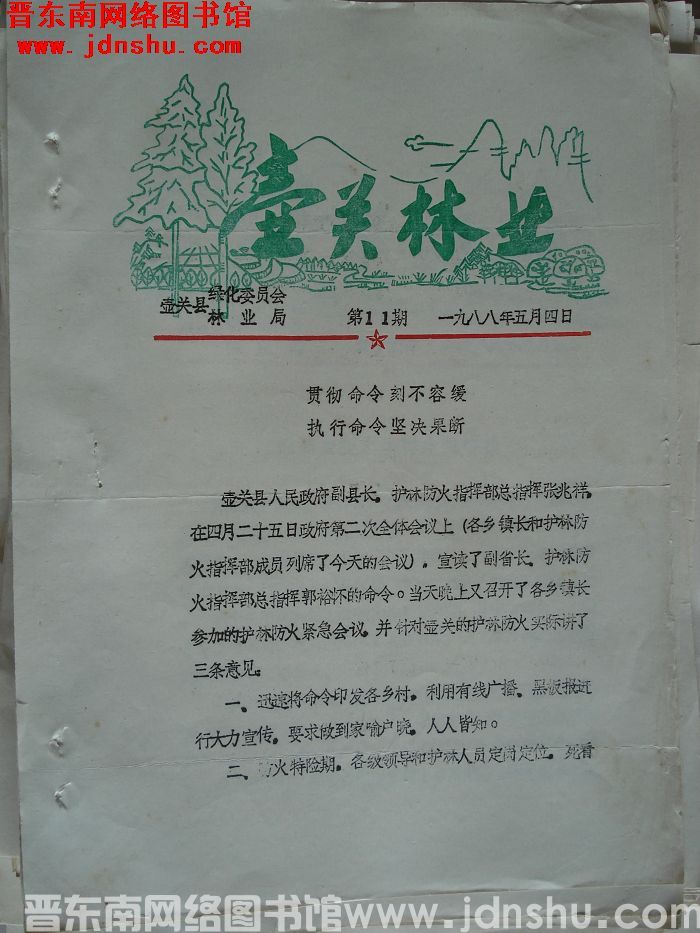 晋东南网络图书馆
www.jdnshu.com
壶关林业
绿化委员会
壶关县
林业局 第11期 一九八八年五月四日
贯彻命令刻不容缓
执行命令坚决果断
壶关县人民政府副县长、护林防火指挥部总指挥张兆祥,
在四月二十五日政府第二次全体会议上(各乡镇长和护林防
火指挥部成员列席了今天的会议),宣读了副省长、护林防
火指挥部总指挥郭裕怀的命令。当天晚上又召开了各乡镇长
参加的护林防火紧急会议,并针对壶关的护林防火实际讲了
三条意见:
一、迅速将命令印发各乡村,利用有线广播、黑板报进
行大力宣传,要求做到家喻户晓,人人皆知。
二、防火特险期,各级领导和护林人员定岗定位,死看
晋东南网络图书馆 www.jdnshu.com